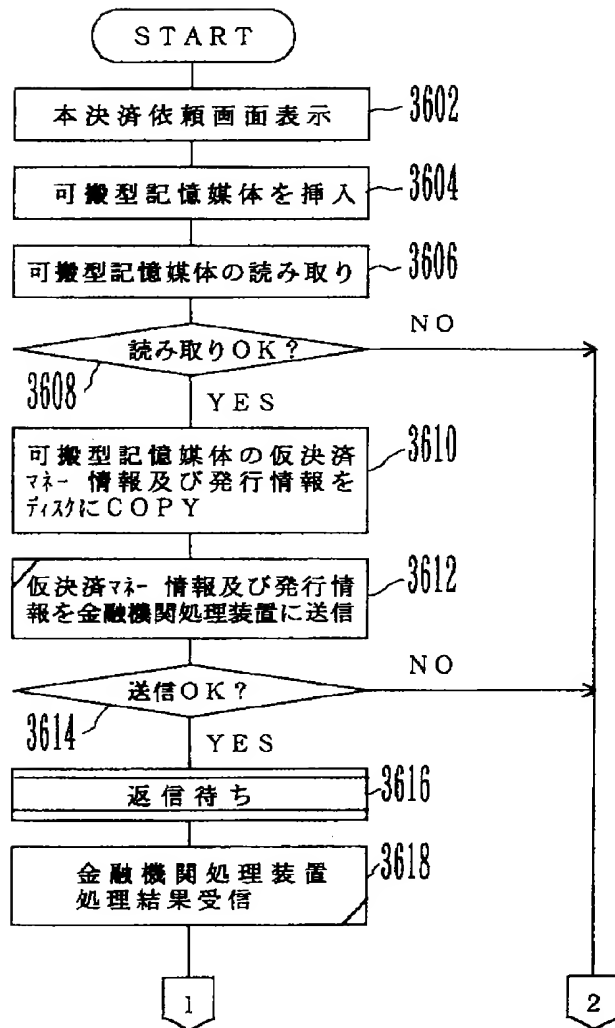 START
本決済依頼画面表示
3602
可搬型記憶媒体を挿入
3604
可搬型記憶媒体の読み取り
3606
読み取りOK?
NO
3608
YES
可搬型記憶媒体の仮決済
マネー情報及び発行情報を
ディスクにCOPY
3610
仮決済マネー情報及び発行情
報を金融機関処理装置に送信
3612
送信OK?
NO
3614
YES
返信待ち
3616
金融機関処理装置
処理結果受信
3618
1
2